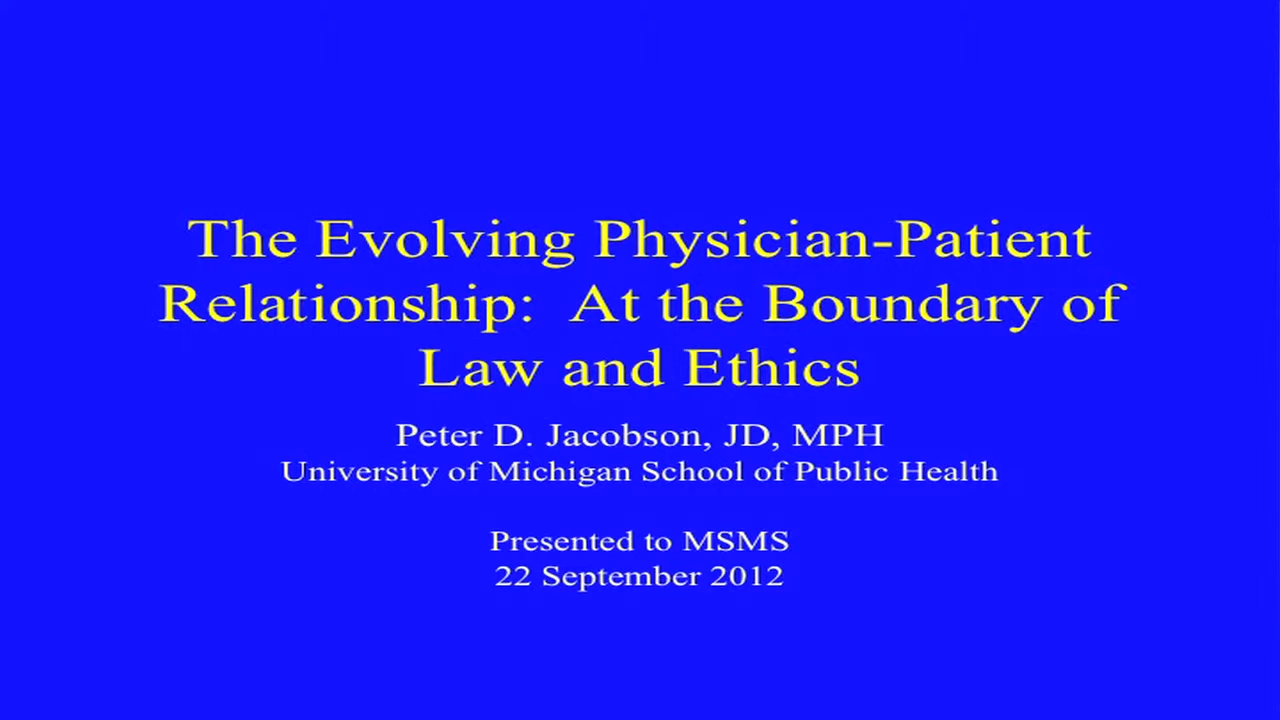 The Evolving Physician-Patient
Relationship:  At the Boundary of
Law and Ethics
Peter D. Jacobson, JD, MPH
University of Michigan School of Public Health
Presented to MSMS
22 September 2012